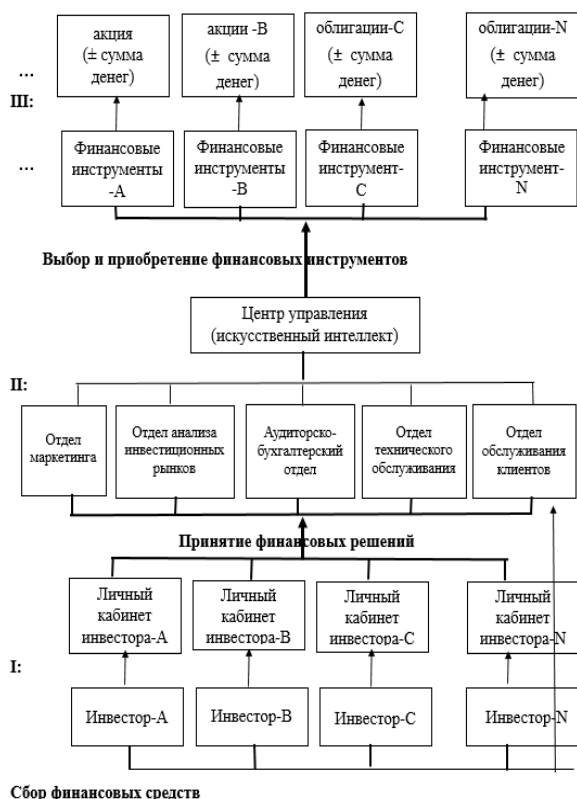 акция
(± сумма
денег)
акции -В
(± сумма
денег)
облигации-С
(± сумма
денег)
облигации-N
(± сумма
денег)
…
III:
…
Финансовые
инструменты
-А
Финансовые
инструменты
-В
Финансовые
инструмент-
С
Финансовые
инструмент-
N
Выбор и приобретение финансовых инструментов
Центр управления
(искусственный интеллект)
II:
Отдел
маркетинга
Отдел анализа
инвестиционных
рынков
Аудиторско-
бухгалтерский
отдел
Отдел
технического
обслуживания
Отдел
обслуживания
клиентов
Принятие финансовых решений
Личный
кабинет
инвестора-А
Личный
кабинет
инвестора-В
Личный
кабинет
инвестора-С
Личный
кабинет
инвестора-N
I:
Инвестор-А
Инвестор-В
Инвестор-С
Инвестор-N
Сбор финансовых средств